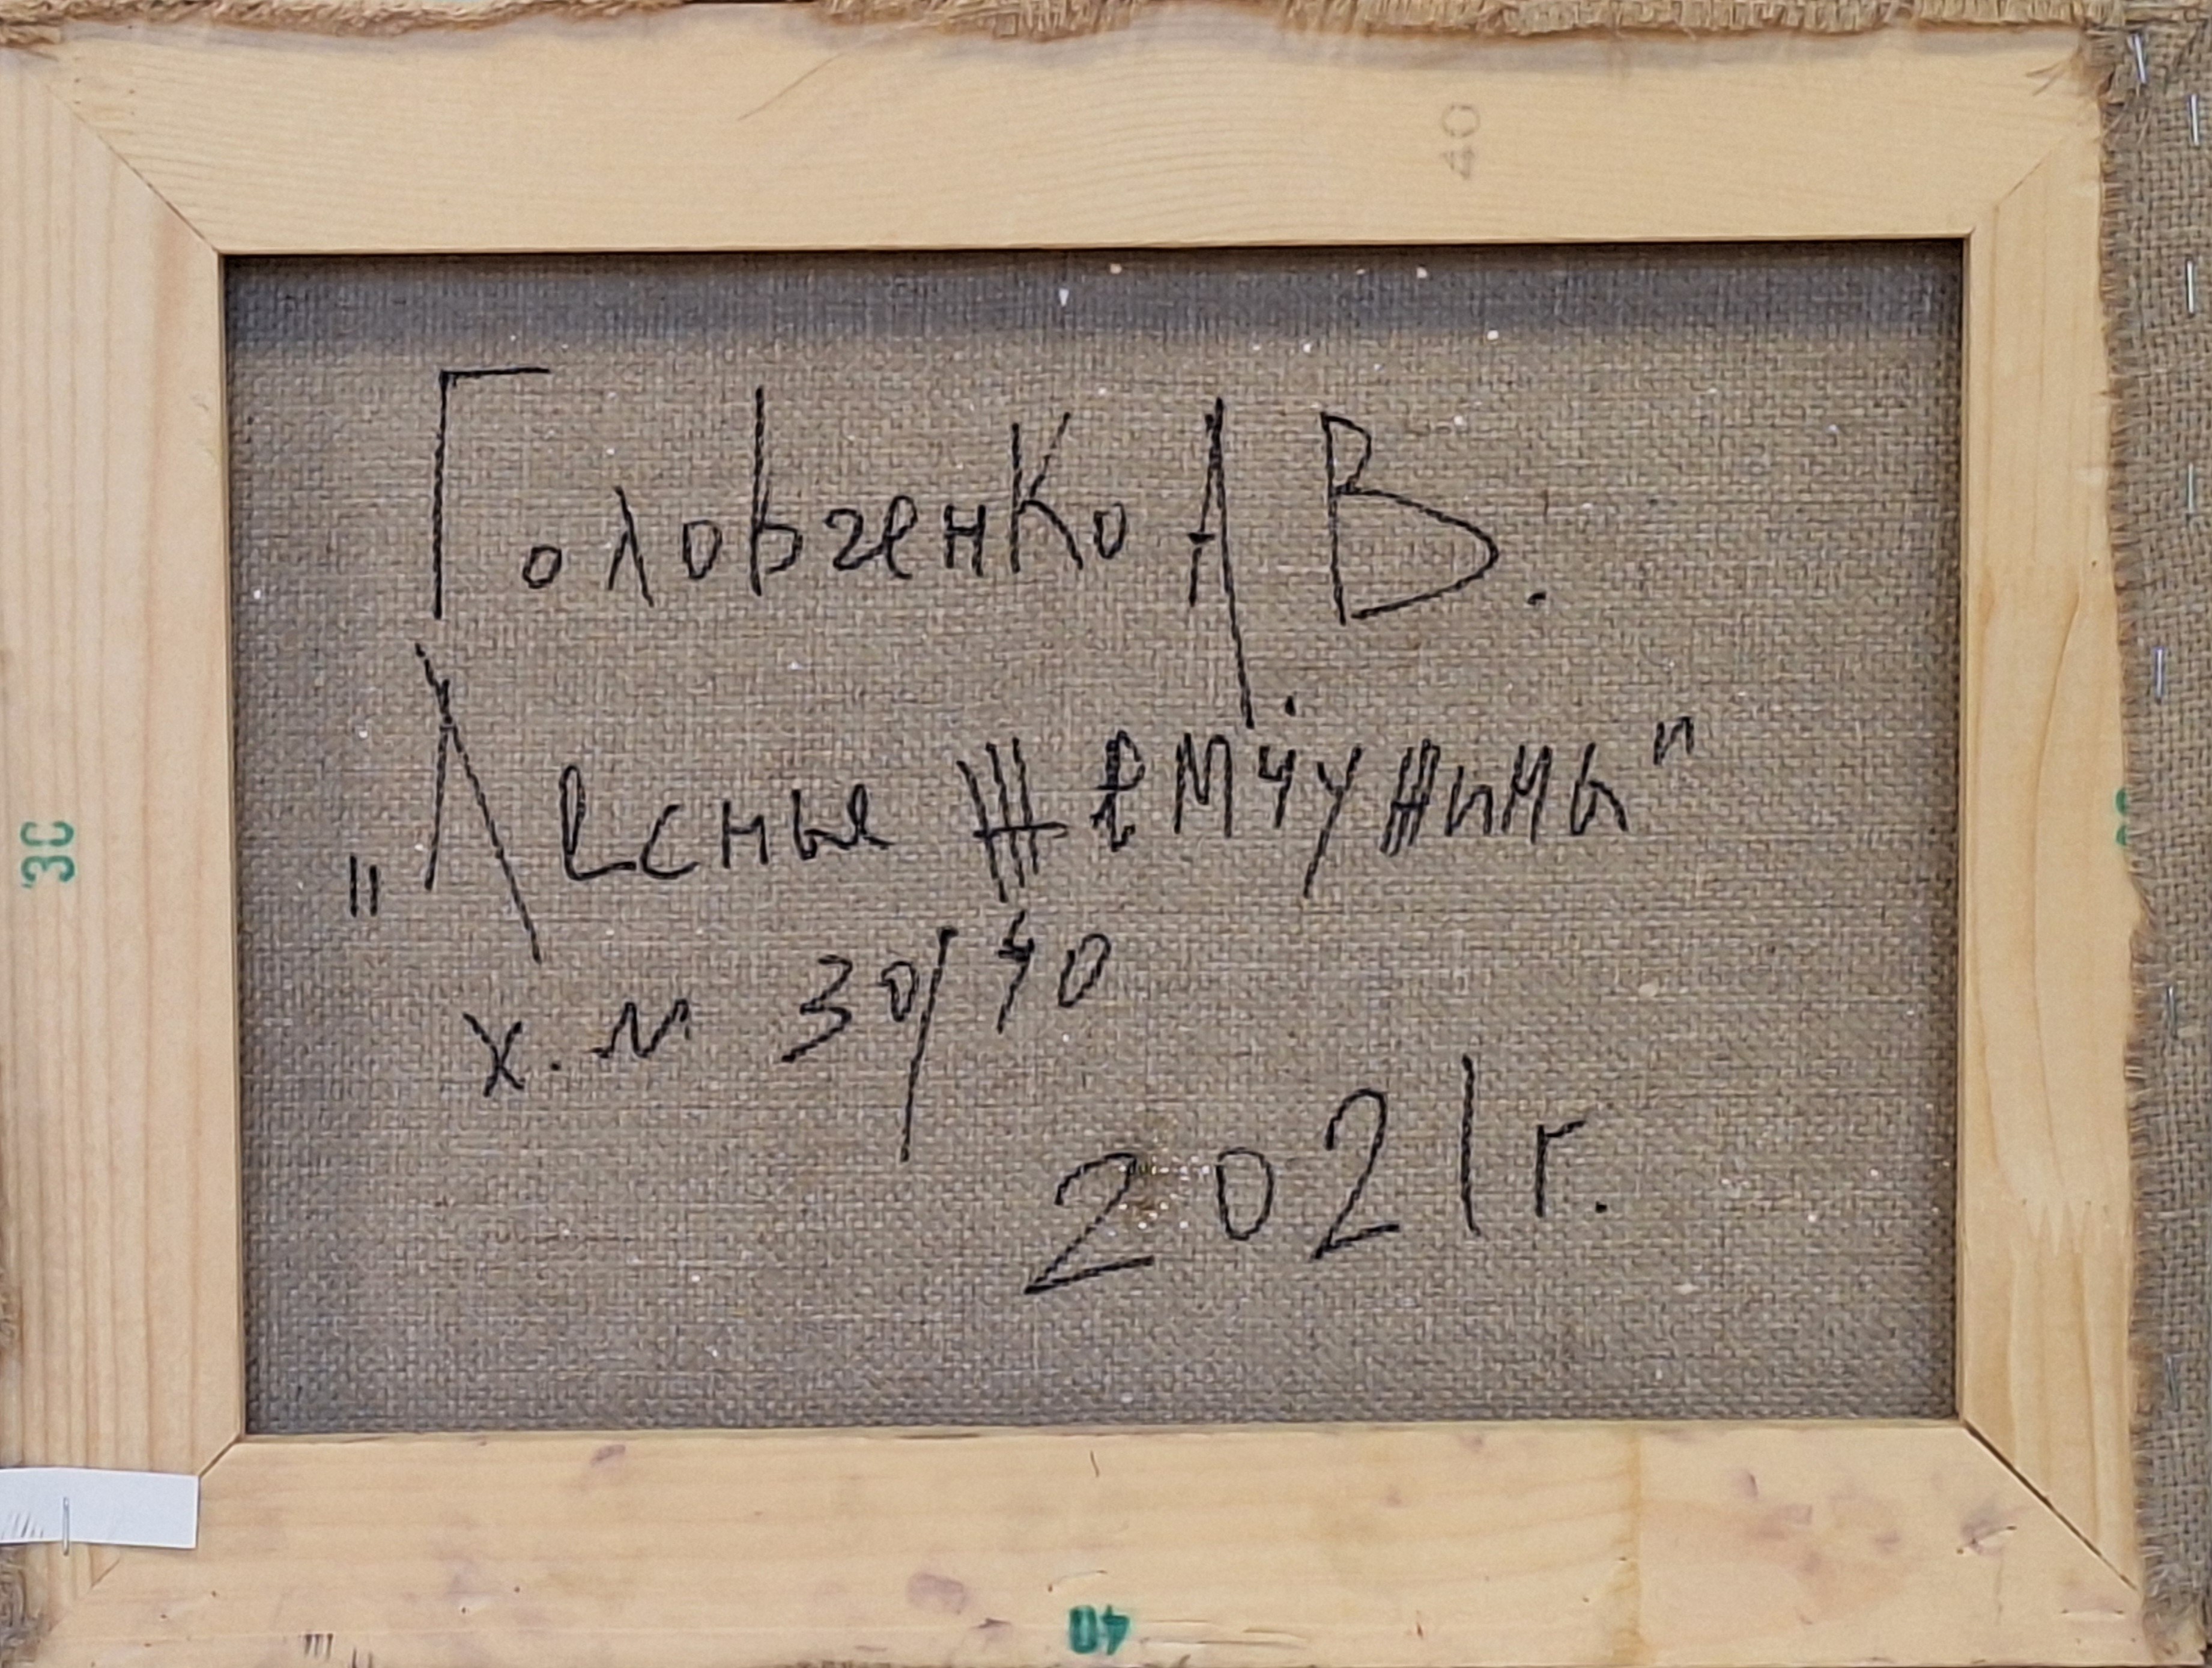 40
Головченко А. В.
„Лесные Жемчужины"
30
х.м 30/40
2021г.
40